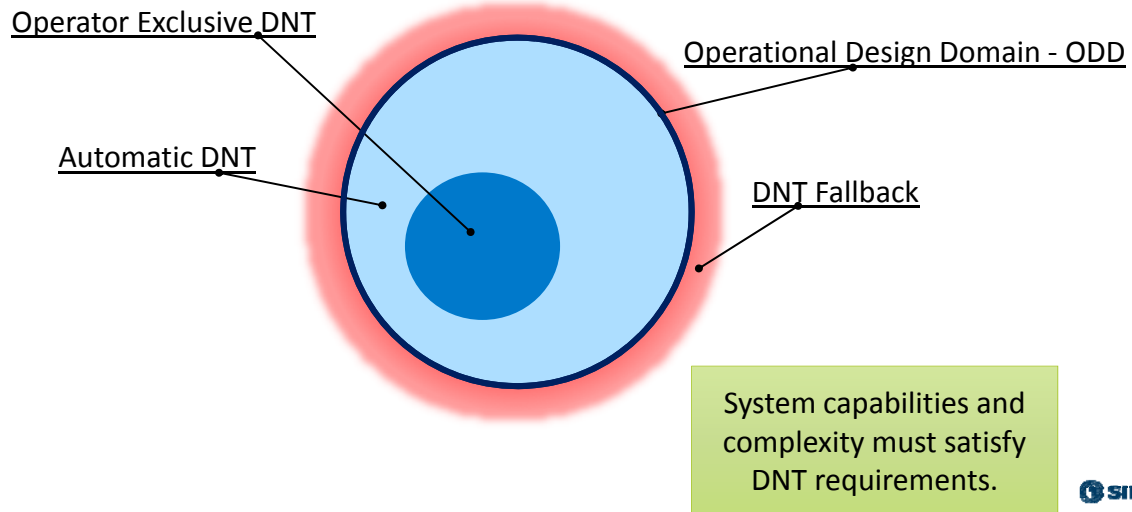 Operator Exclusive DNT
Operational Design Domain - ODD
Automatic DNT
DNT Fallback
System capabilities and
complexity must satisfy
DNT requirements.